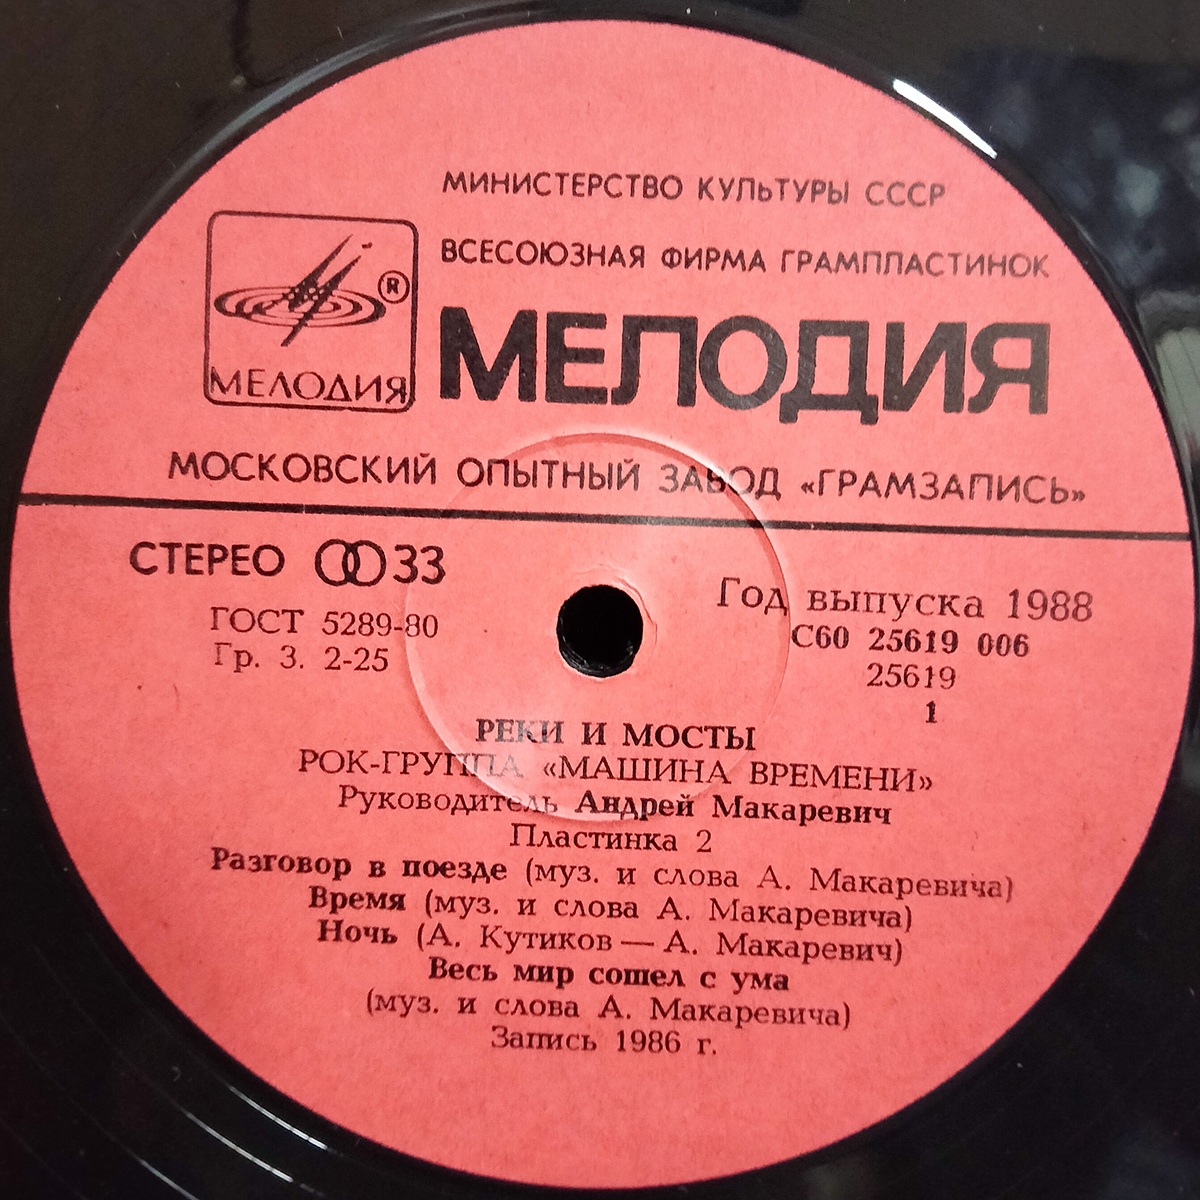 МИНИСТЕРСТВО КУЛЬТУРЫ СССР
ВСЕСОЮЗНАЯ ФИРМА ГРАМПЛАСТИНОК
®
МЕЛОДИЯ
МЕЛОДИЯ
МОСКОВСКИЙ ОПЫТНЫЙ ЗАВОД «ГРАМЗАПИСЬ»
СТЕРЕО 33
ГОСТ 5289-80
Гр. 3. 2-25
Год выпуска 1988
С60 25619 006
25619
1
РЕКИ И МОСТЫ
РОК-ГРУППА «МАШИНА ВРЕМЕНИ»
Руководитель Андрей Макаревич
Пластинка 2
Разговор в поезде (муз. и слова А. Макаревича)
Время (муз. и слова А. Макаревича)
Ночь (А. Кутиков — А. Макаревич)
Весь мир сошел с ума
(муз. и слова А. Макаревича)
Запись 1986 г.